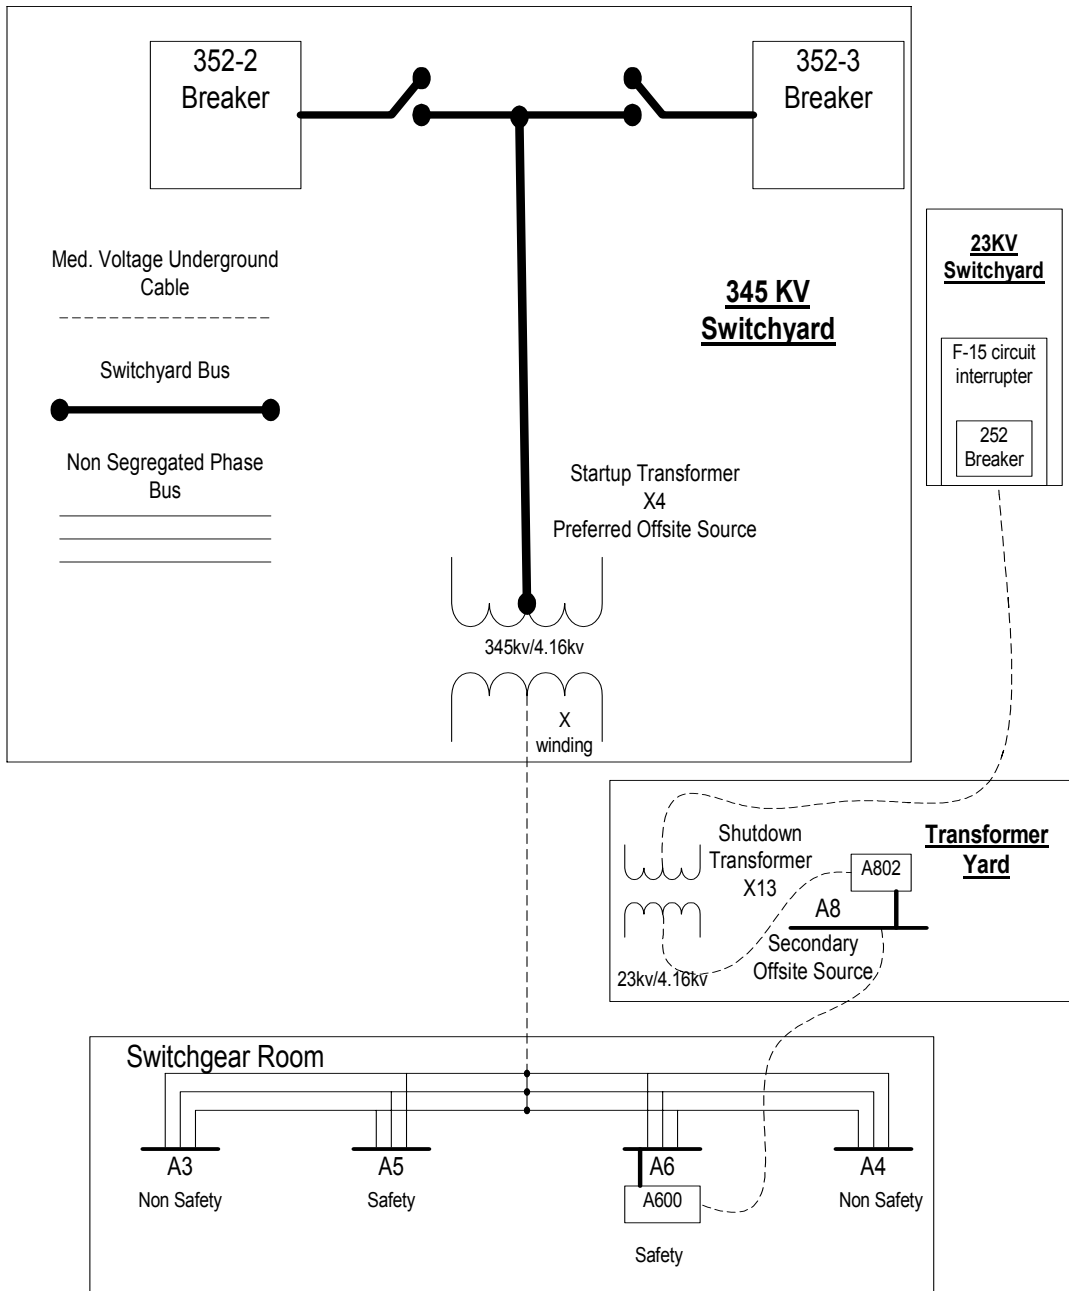 352-2
Breaker
352-3
Breaker
Med. Voltage Underground
Cable
Switchyard Bus
Non Segregated Phase
Bus
345 KV
Switchyard
23KV
Switchyard
F-15 circuit
interrupter
252
Breaker
Startup Transformer
X4
Preferred Offsite Source
345kv/4.16kv
X
winding
Shutdown
Transformer
X13
23kv/4.16kv
A802
A8
Secondary
Offsite Source
Transformer
Yard
Switchgear Room
A3
Non Safety
A5
Safety
A6
A600
Safety
A4
Non Safety